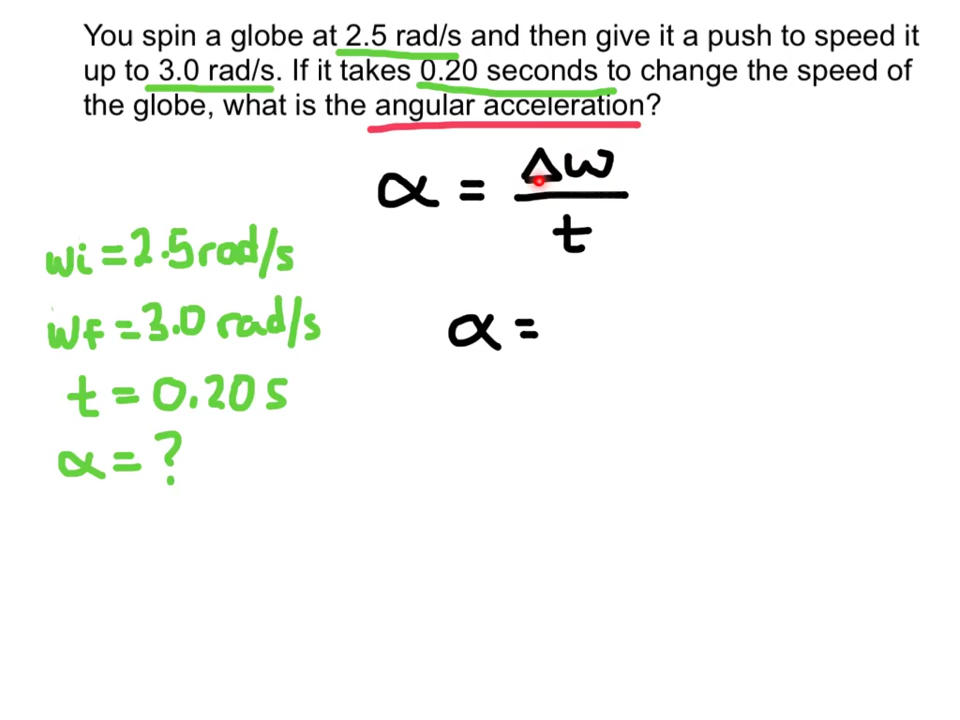 You spin a globe at 2.5 rad/s and then give it a push to speed it
up to 3.0 rad/s. If it takes 0.20 seconds to change the speed of
the globe, what is the angular acceleration?
α = Δω / t
ωi = 2.5 rad/s
ωf = 3.0 rad/s
α =
t = 0.20 s
α = ?